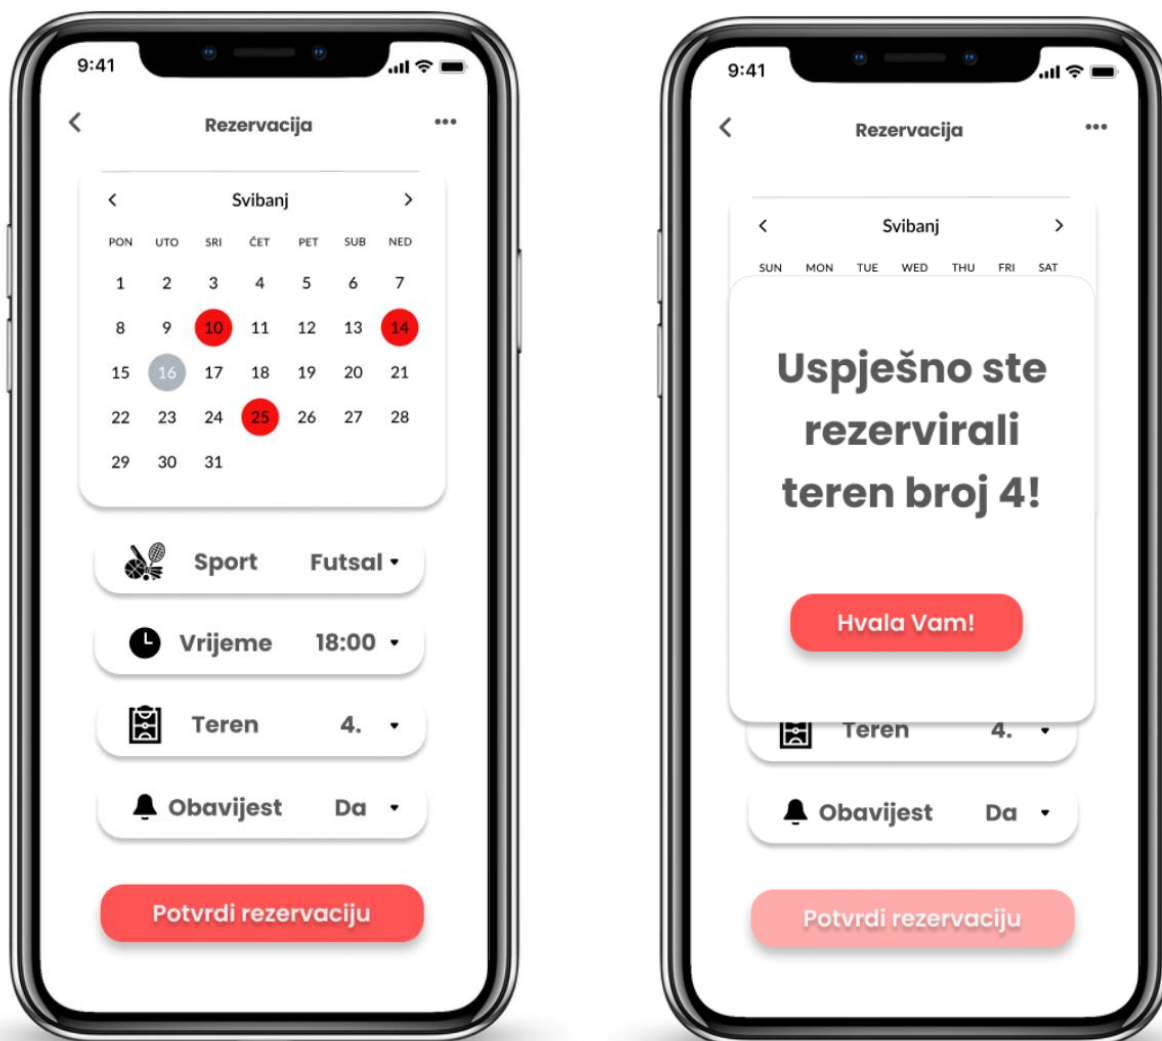 9:41
Rezervacija
Svibanj
PON UTO SRI ČET PET SUB NED
1 2 3 4 5 6 7
8 9 10 11 12 13 14
15 16 17 18 19 20 21
22 23 24 25 26 27 28
29 30 31
Sport Futsal
Vrijeme 18:00
Teren 4.
Obavijest Da
Potvrdi rezervaciju
9:41
Rezervacija
Svibanj
SUN MON TUE WED THU FRI SAT
Uspješno ste
rezervirali
teren broj 4!
Hvala Vam!
Teren 4.
Obavijest Da
Potvrdi rezervaciju